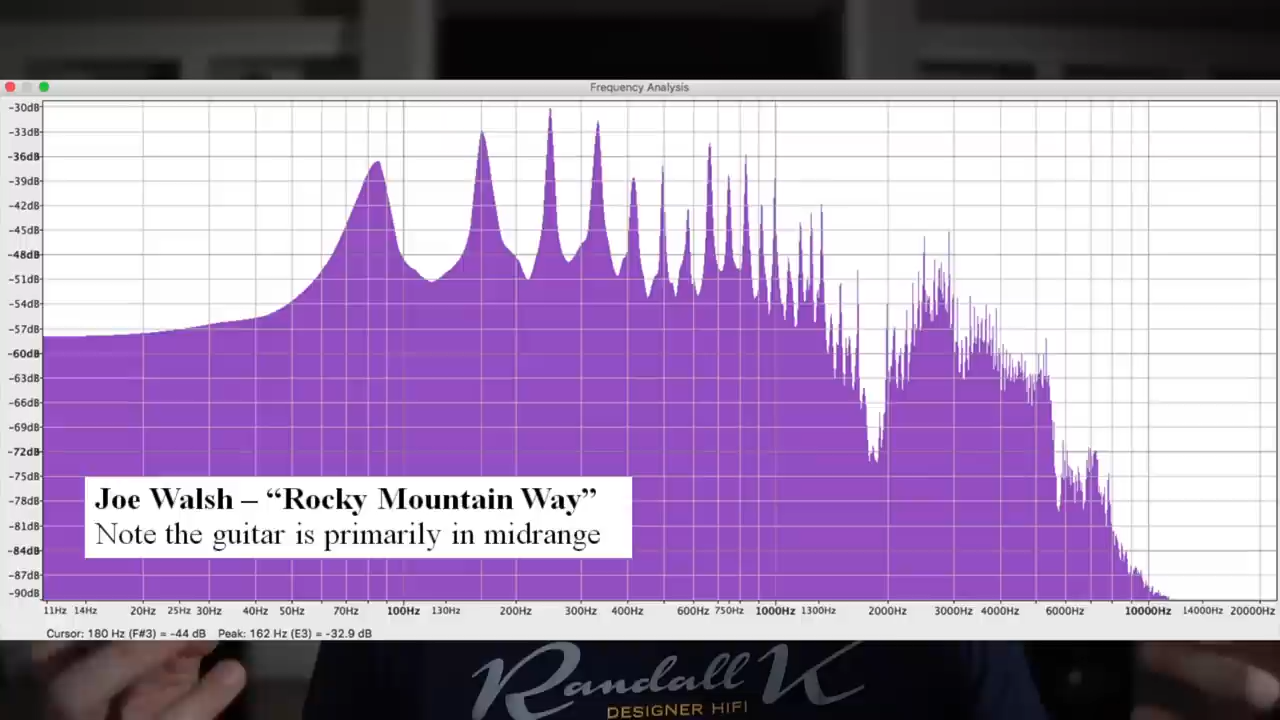 Frequency Analysis
-30dB
-33dB
-36dB
-39dB
-42dB
-45dB
-48dB
-51dB
-54dB
-57dB
-60dB
-63dB
-66dB
-69dB
-72dB
-75dB
-78dB
-81dB
-84dB
-87dB
-90dB
Joe Walsh – “Rocky Mountain Way”
Note the guitar is primarily in midrange
11Hz 14Hz 20Hz 25Hz 30Hz 40Hz 50Hz 70Hz 100Hz 130Hz 200Hz 300Hz 400Hz 600Hz 750Hz 1000Hz 1300Hz 2000Hz 3000Hz 4000Hz 6000Hz 10000Hz 14000Hz 20000Hz
Cursor: 180 Hz (F#3) = -44 dB Peak: 162 Hz (E3) = -32.9 dB
Randall K
DESIGNER HIFI